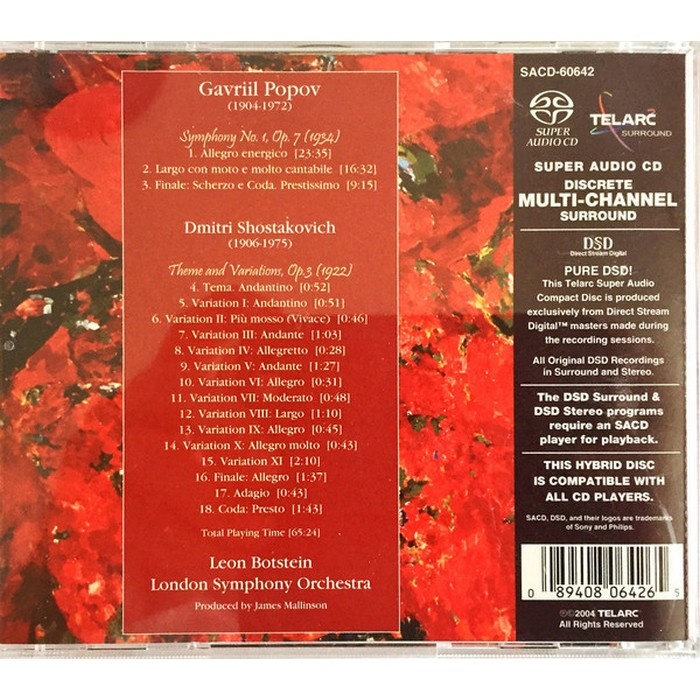 Gavriil Popov
(1904-1972)
Symphony No. 1, Op. 7 (1934)
1. Allegro energico [23:35]
2. Largo con moto e molto cantabile [16:32]
3. Finale: Scherzo e Coda. Prestissimo [9:15]
Dmitri Shostakovich
(1906-1975)
Theme and Variations, Op.3 (1922)
4. Tema. Andantino [0:52]
5. Variation I: Andantino [0:51]
6. Variation II: Più mosso (Vivace) [0:46]
7. Variation III: Andante [1:03]
8. Variation IV: Allegretto [0:28]
9. Variation V: Andante [1:27]
10. Variation VI: Allegro [0:31]
11. Variation VII: Moderato [0:48]
12. Variation VIII: Largo [1:10]
13. Variation IX: Allegro [0:45]
14. Variation X: Allegro molto [0:43]
15. Variation XI [2:10]
16. Finale: Allegro [1:37]
17. Adagio [0:43]
18. Coda: Presto [1:43]
Total Playing Time [65:24]
Leon Botstein
London Symphony Orchestra
Produced by James Mallinson
SACD-60642
SUPER AUDIO CD
TELARC
SURROUND
SUPER AUDIO CD
DISCRETE
MULTI-CHANNEL
SURROUND
DSD
Direct Stream Digital
PURE DSD!
This Telarc Super Audio
Compact Disc is produced
exclusively from Direct Stream
Digital™ masters made during
the recording sessions.
All Original DSD Recordings
in Surround and Stereo.
The DSD Surround &
DSD Stereo programs
require an SACD
player for playback.
THIS HYBRID DISC
IS COMPATIBLE WITH
ALL CD PLAYERS.
SACD, DSD, and their logos are trademarks
of Sony and Philips.
0 89408 06426 5
℗©2004 TELARC
All Rights Reserved